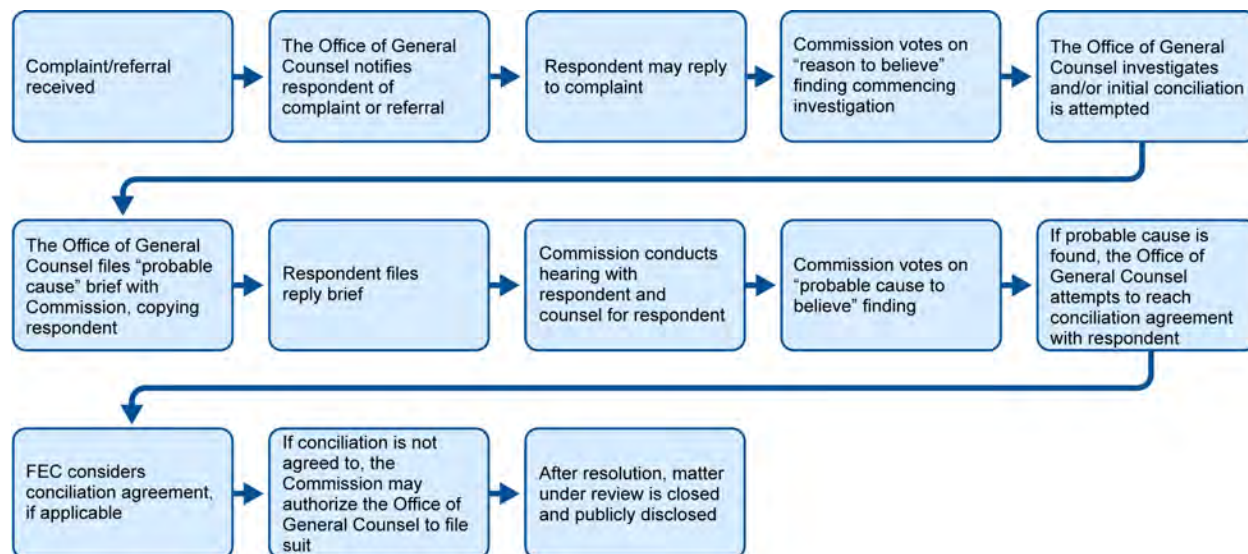 Complaint/referral
received
The Office of General
Counsel notifies
respondent of
complaint or referral
Respondent may reply
to complaint
Commission votes on
“reason to believe”
finding commencing
investigation
The Office of General
Counsel investigates
and/or initial conciliation
is attempted
The Office of General
Counsel files “probable
cause” brief with
Commission, copying
respondent
Respondent files
reply brief
Commission conducts
hearing with
respondent and
counsel for respondent
Commission votes on
“probable cause to
believe” finding
If probable cause is
found, the Office of
General Counsel
attempts to reach
conciliation agreement
with respondent
FEC considers
conciliation agreement,
if applicable
If conciliation is not
agreed to, the
Commission may
authorize the Office of
General Counsel to file
suit
After resolution, matter
under review is closed
and publicly disclosed